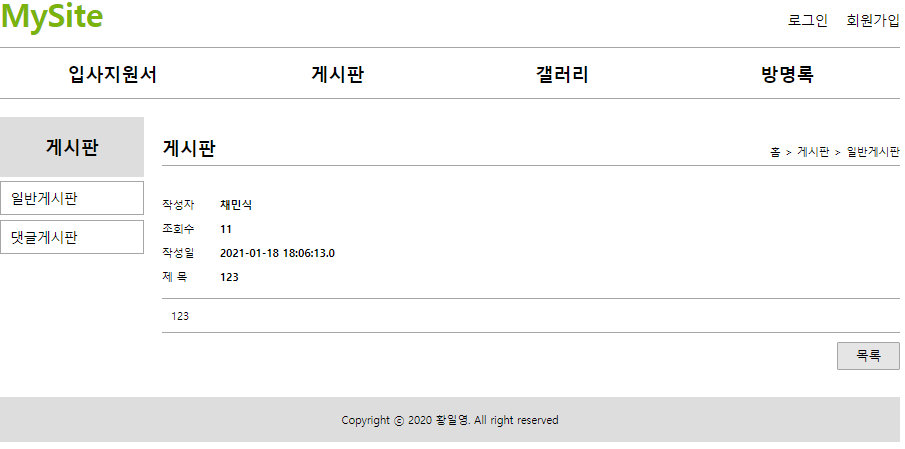 MySite
로그인 회원가입
입사지원서 게시판 갤러리 방명록
게시판
일반게시판
댓글게시판
게시판
홈 > 게시판 > 일반게시판
작성자 채민식
조회수 11
작성일 2021-01-18 18:06:13.0
제 목 123
123
목록
Copyright ⓒ 2020 황일영. All right reserved